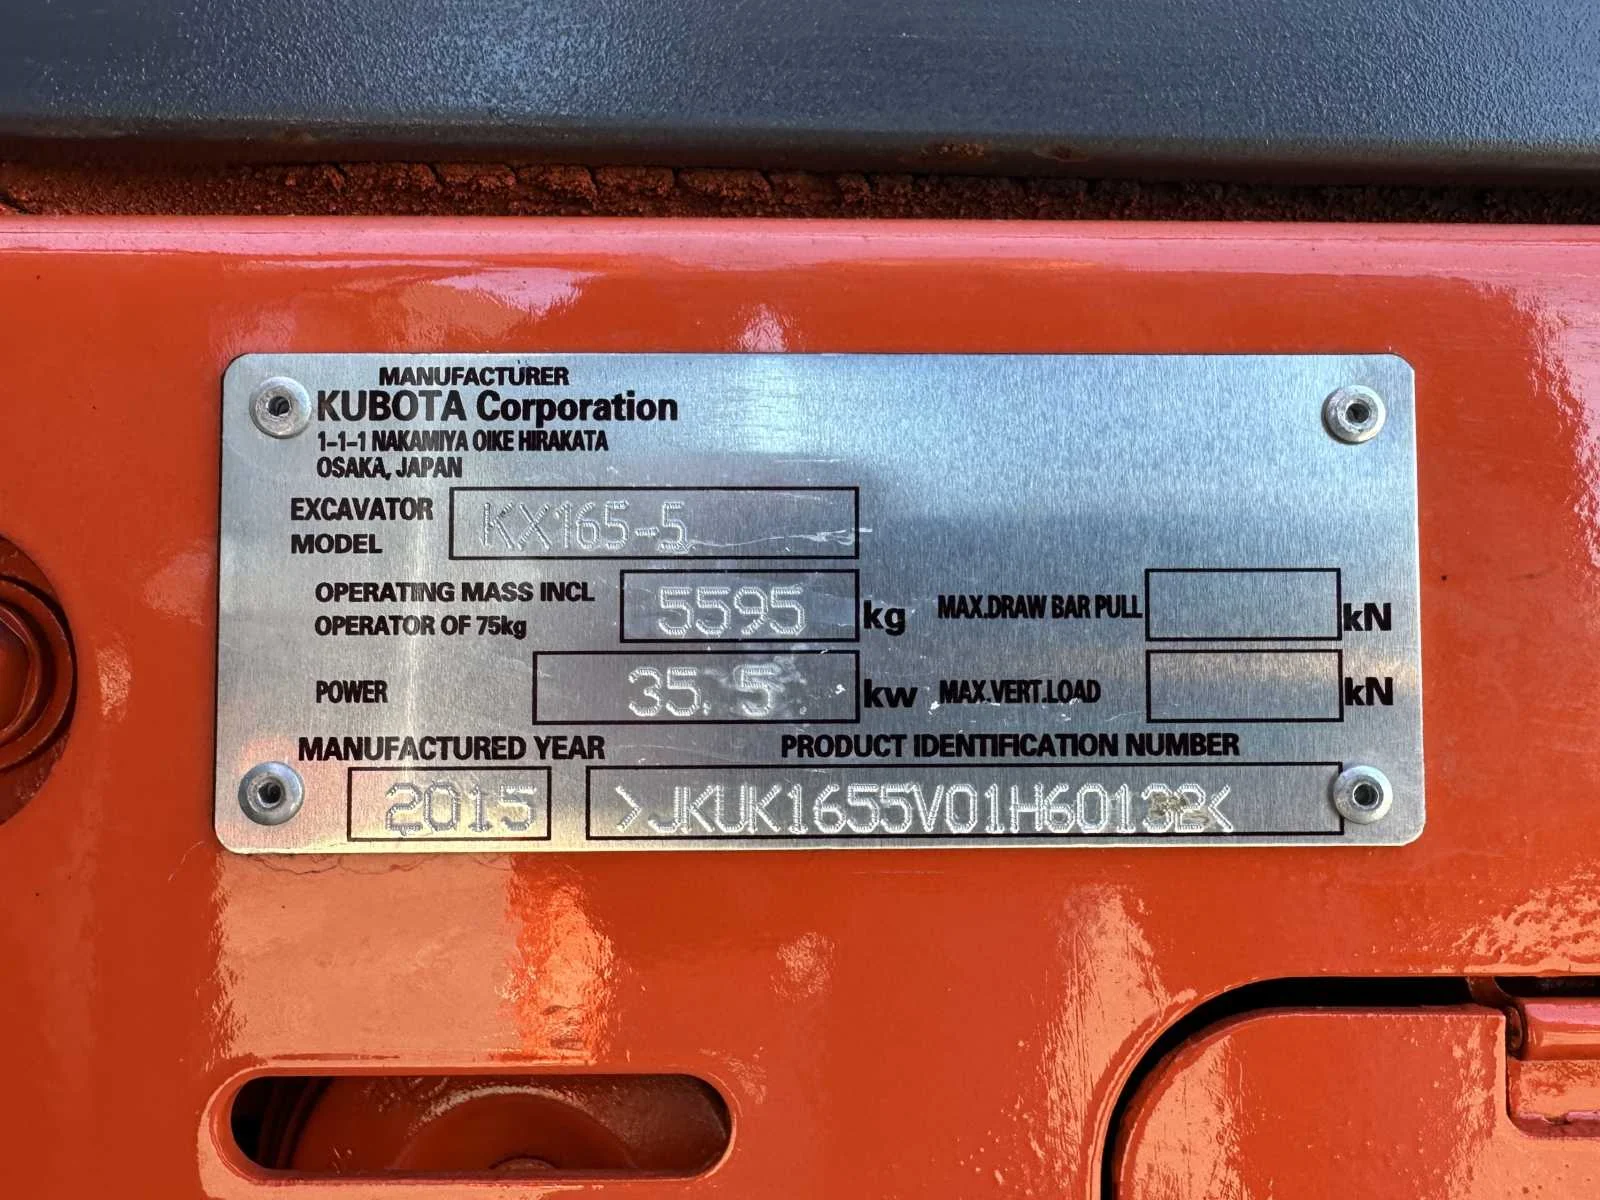 MANUFACTURER
KUBOTA Corporation
1-1-1 NAKAMIYA OIKE HIRAKATA
OSAKA, JAPAN
EXCAVATOR MODEL KX165-5
OPERATING MASS INCL OPERATOR OF 75kg 5595 kg
MAX.DRAW BAR PULL kN
POWER 35.5 kw
MAX.VERT.LOAD kN
MANUFACTURED YEAR
PRODUCT IDENTIFICATION NUMBER
2015
>JKUK1655V01H60132<